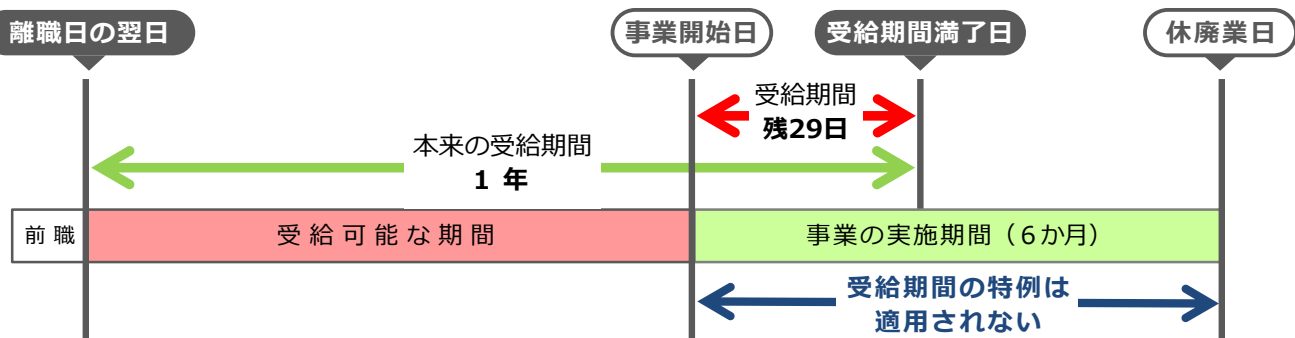 離職日の翌日
事業開始日
受給期間満了日
休廃業日
受給期間
残29日
本来の受給期間
1 年
前職
受給可能な期間
事業の実施期間（6か月）
受給期間の特例は
適用されない